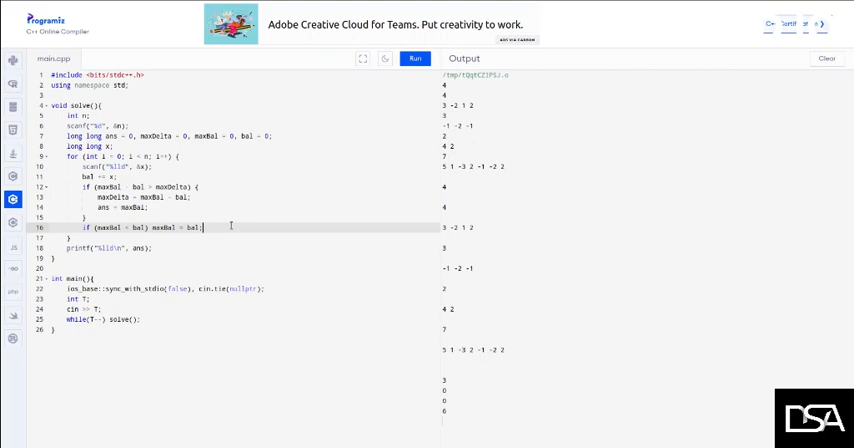 Programiz
C++ Online Compiler
Adobe Creative Cloud for Teams. Put creativity to work.
ADS VIA CARBON
main.cpp
Run
Output
Clear
1 #include <bits/stdc++.h>
2 using namespace std;
3
4 void solve(){
5 int n;
6 scanf("%d", &n);
7 long long ans = 0, maxDelta = 0, maxBal = 0, bal = 0;
8 long long x;
9 for (int i = 0; i < n; i++) {
10 scanf("%lld", &x);
11 bal += x;
12 if (maxBal - bal > maxDelta) {
13 maxDelta = maxBal - bal;
14 ans = maxBal;
15 }
16 if (maxBal < bal) maxBal = bal;
17 }
18 printf("%lld\n", ans);
19 }
20
21 int main(){
22 ios_base::sync_with_stdio(false), cin.tie(nullptr);
23 int T;
24 cin >> T;
25 while(T--) solve();
26 }
/tmp/tQqtCZIPSJ.o
4
4
3 -2 1 2
3
-1 -2 -1
2
4 2
7
5 1 -3 2 -1 -2 2
4
4
3 -2 1 2
3
-1 -2 -1
2
4 2
7
5 1 -3 2 -1 -2 2
3
0
0
6
JS
php
DSA